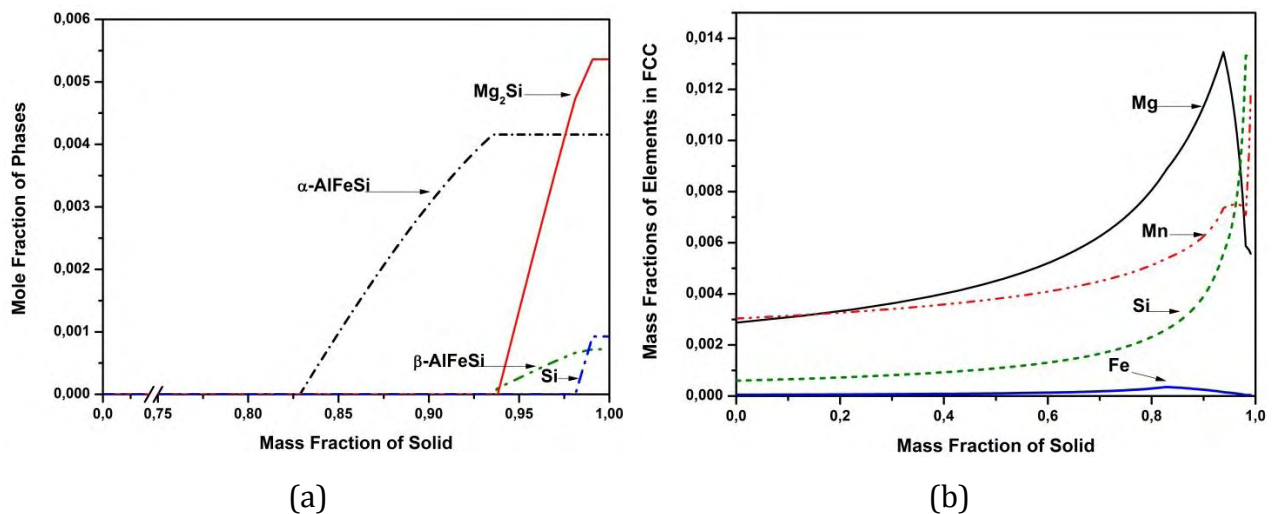 0,006
0,005
0,004
0,003
0,002
0,001
0,000
Mole Fraction of Phases
Mg₂Si
α-AlFeSi
β-AlFeSi
Si
0,0
0,75
0,80
0,85
0,90
0,95
1,00
Mass Fraction of Solid
(a)
0,014
0,012
0,010
0,008
0,006
0,004
0,002
0,000
Mass Fractions of Elements in FCC
Mg
Mn
Si
Fe
0,0
0,2
0,4
0,6
0,8
1,0
Mass Fraction of Solid
(b)